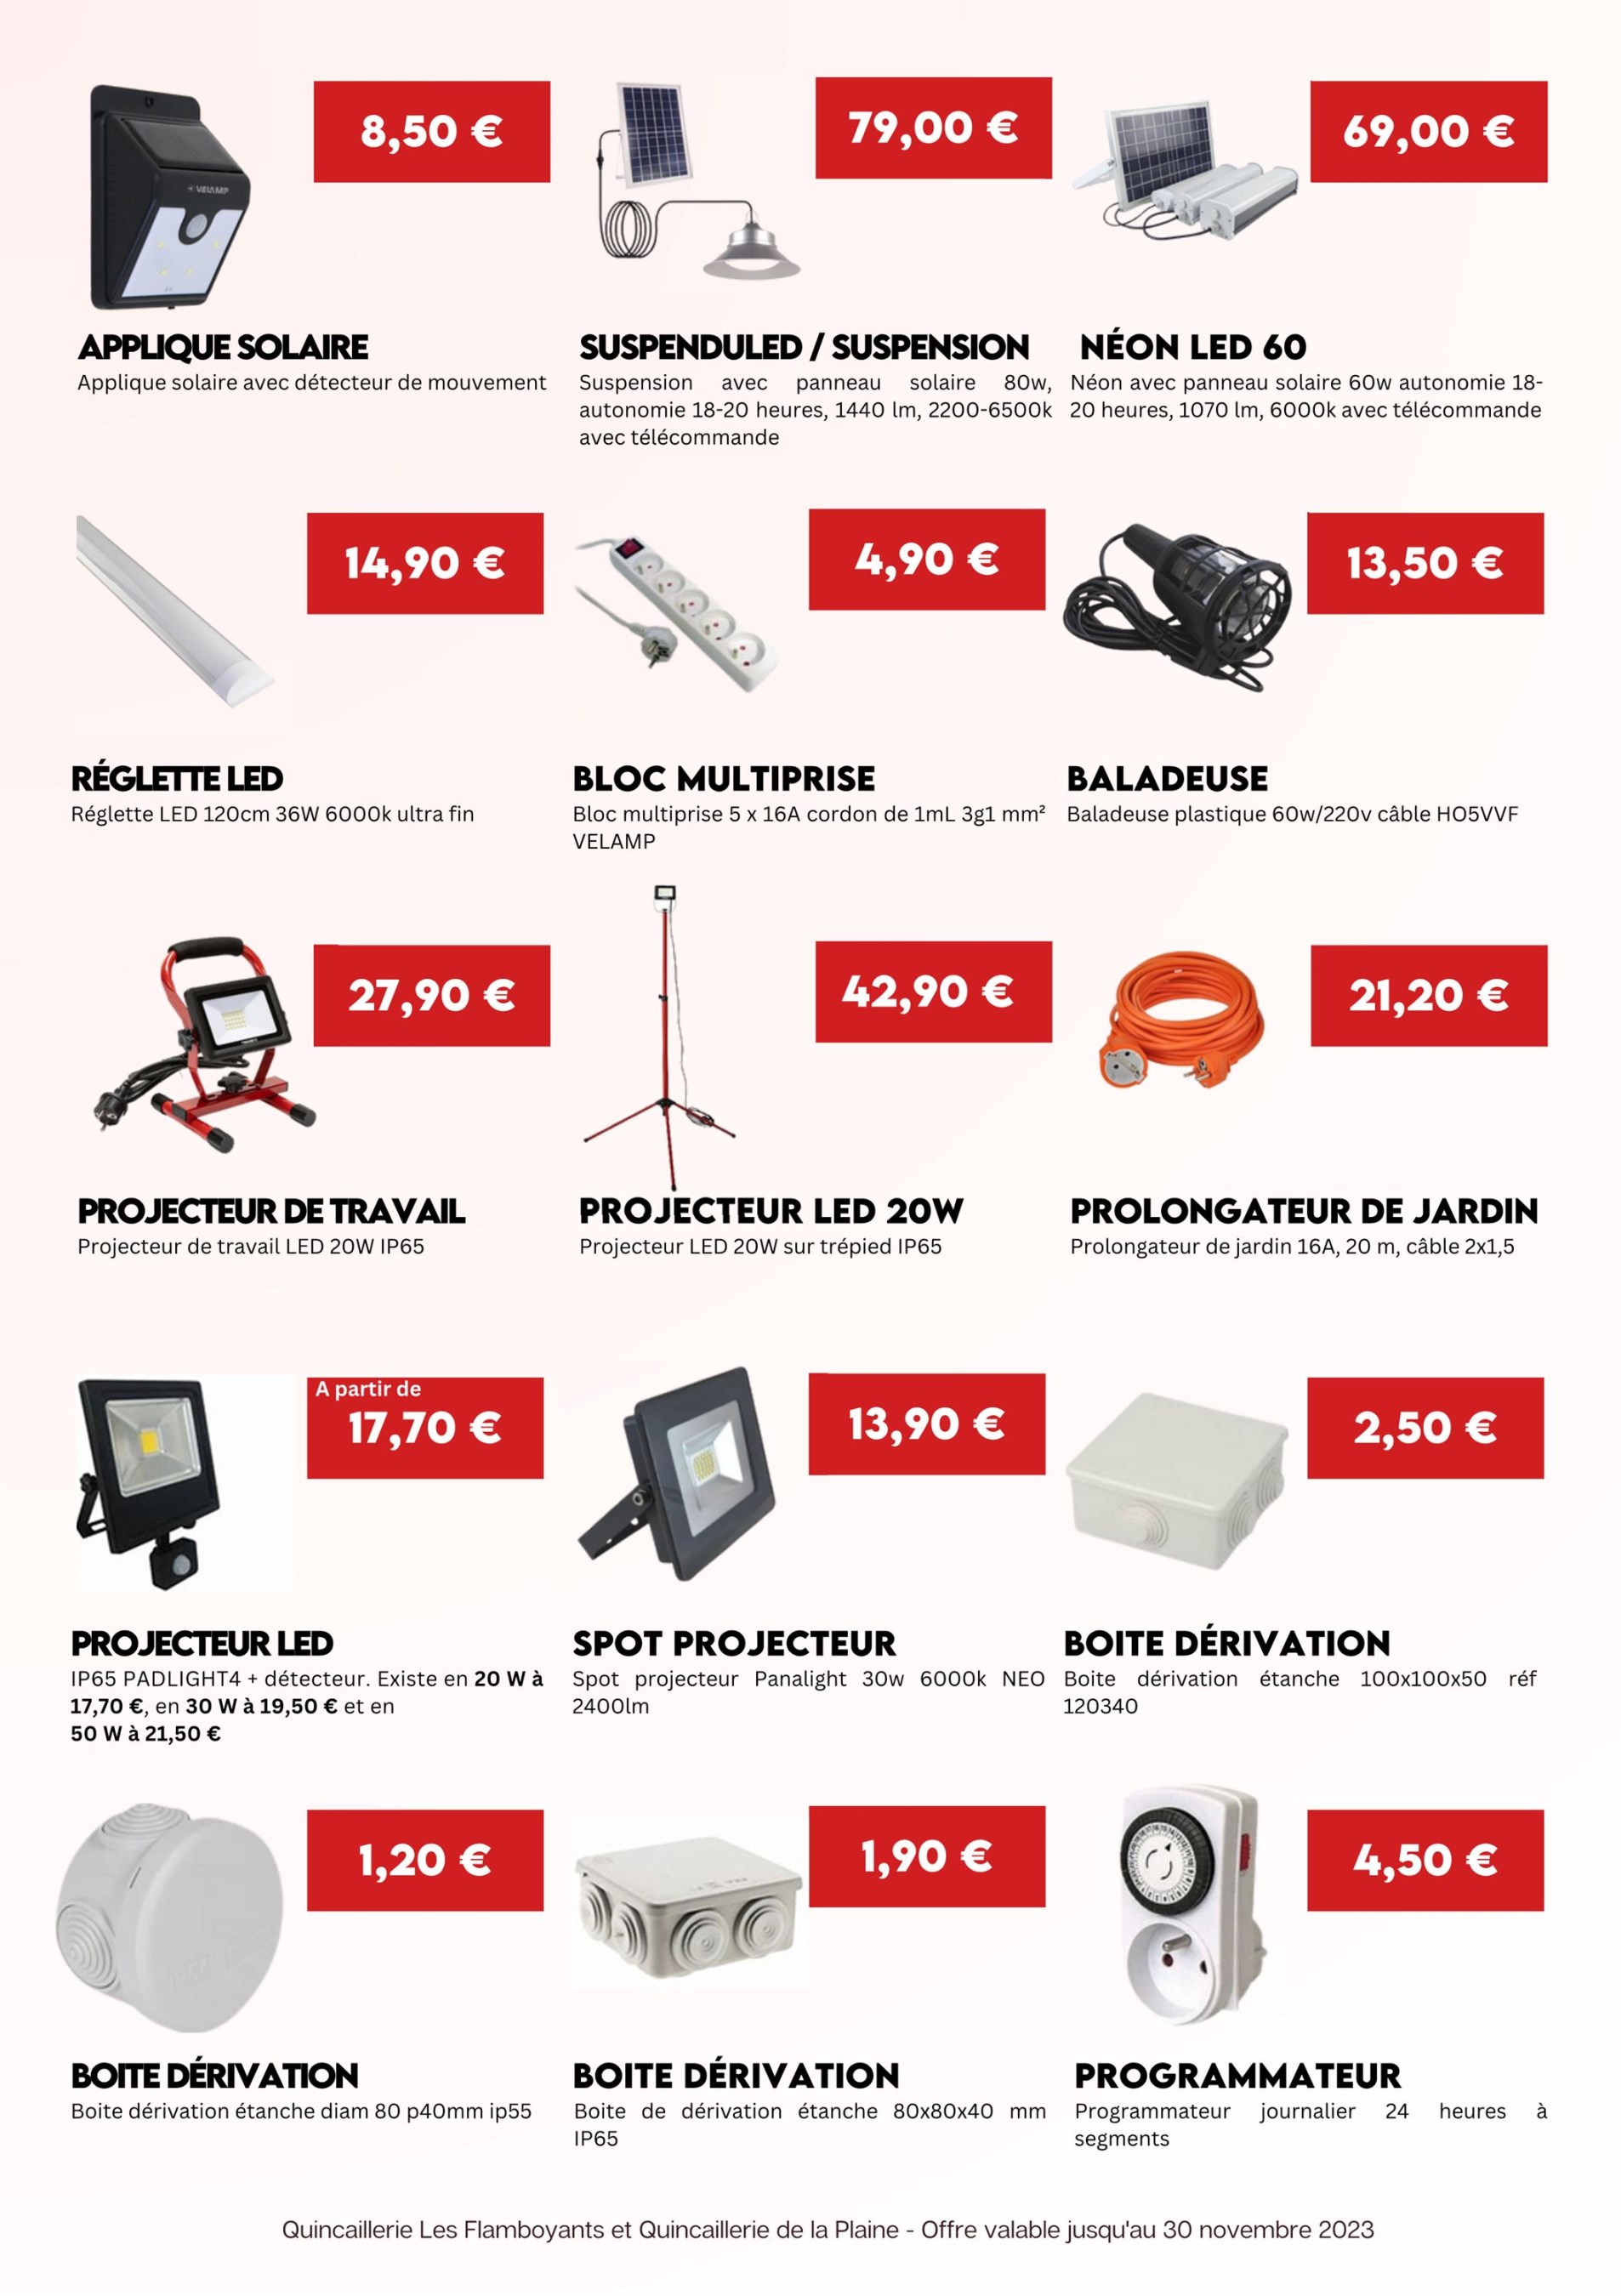 8,50 €
VELAMP
APPLIQUE SOLAIRE
Applique solaire avec détecteur de mouvement
79,00 €
SUSPENDULED / SUSPENSION
Suspension avec panneau solaire 80w,
autonomie 18-20 heures, 1440 lm, 2200-6500k
avec télécommande
69,00 €
NÉON LED 60
Néon avec panneau solaire 60w autonomie 18-
20 heures, 1070 lm, 6000k avec télécommande
14,90 €
RÉGLETTE LED
Réglette LED 120cm 36W 6000k ultra fin
4,90 €
BLOC MULTIPRISE
Bloc multiprise 5 x 16A cordon de 1mL 3g1 mm²
VELAMP
13,50 €
BALADEUSE
Baladeuse plastique 60w/220v câble HO5VVF
27,90 €
PROJECTEUR DE TRAVAIL
Projecteur de travail LED 20W IP65
42,90 €
PROJECTEUR LED 20W
Projecteur LED 20W sur trépied IP65
21,20 €
PROLONGATEUR DE JARDIN
Prolongateur de jardin 16A, 20 m, câble 2x1,5
A partir de
17,70 €
PROJECTEUR LED
IP65 PADLIGHT4 + détecteur. Existe en 20 W à
17,70 €, en 30 W à 19,50 € et en
50 W à 21,50 €
13,90 €
SPOT PROJECTEUR
Spot projecteur Panalight 30w 6000k NEO
2400lm
2,50 €
BOITE DÉRIVATION
Boite dérivation étanche 100x100x50 réf
120340
1,20 €
BOITE DÉRIVATION
Boite dérivation étanche diam 80 p40mm ip55
1,90 €
BOITE DÉRIVATION
Boite de dérivation étanche 80x80x40 mm
IP65
4,50 €
PROGRAMMATEUR
Programmateur journalier 24 heures à
segments
Quincaillerie Les Flamboyants et Quincaillerie de la Plaine - Offre valable jusqu'au 30 novembre 2023